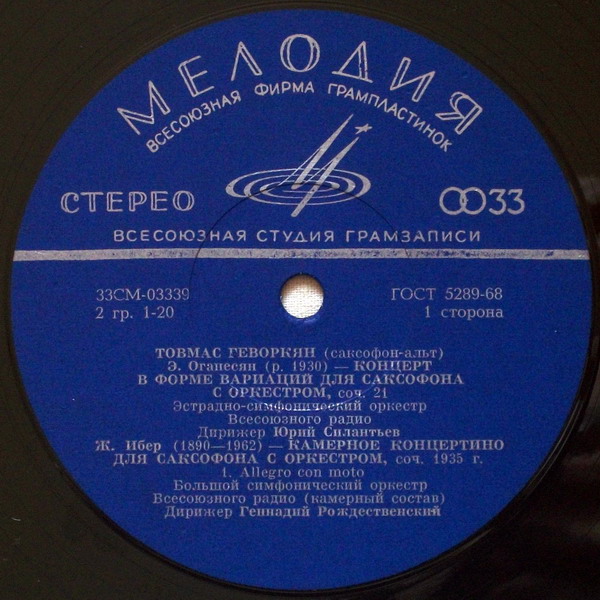 МЕЛОДИЯ
ВСЕСОЮЗНАЯ ФИРМА ГРАМПЛАСТИНОК
СТЕРЕО 33
ВСЕСОЮЗНАЯ СТУДИЯ ГРАМЗАПИСИ
33СМ-03339 ГОСТ 5289-68
2 гр. 1-20 1 сторона
ТОВМАС ГЕВОРКЯН (саксофон-альт)
Э. Оганесян (р. 1930) — КОНЦЕРТ
В ФОРМЕ ВАРИАЦИЙ ДЛЯ САКСОФОНА
С ОРКЕСТРОМ, соч. 21
Эстрадно-симфонический оркестр
Всесоюзного радио
Дирижер Юрий Силантьев
Ж. Ибер (1890—1962) — КАМЕРНОЕ КОНЦЕРТИНО
ДЛЯ САКСОФОНА С ОРКЕСТРОМ, соч. 1935 г.
1. Allegro con moto
Большой симфонический оркестр
Всесоюзного радио (камерный состав)
Дирижер Геннадий Рождественский